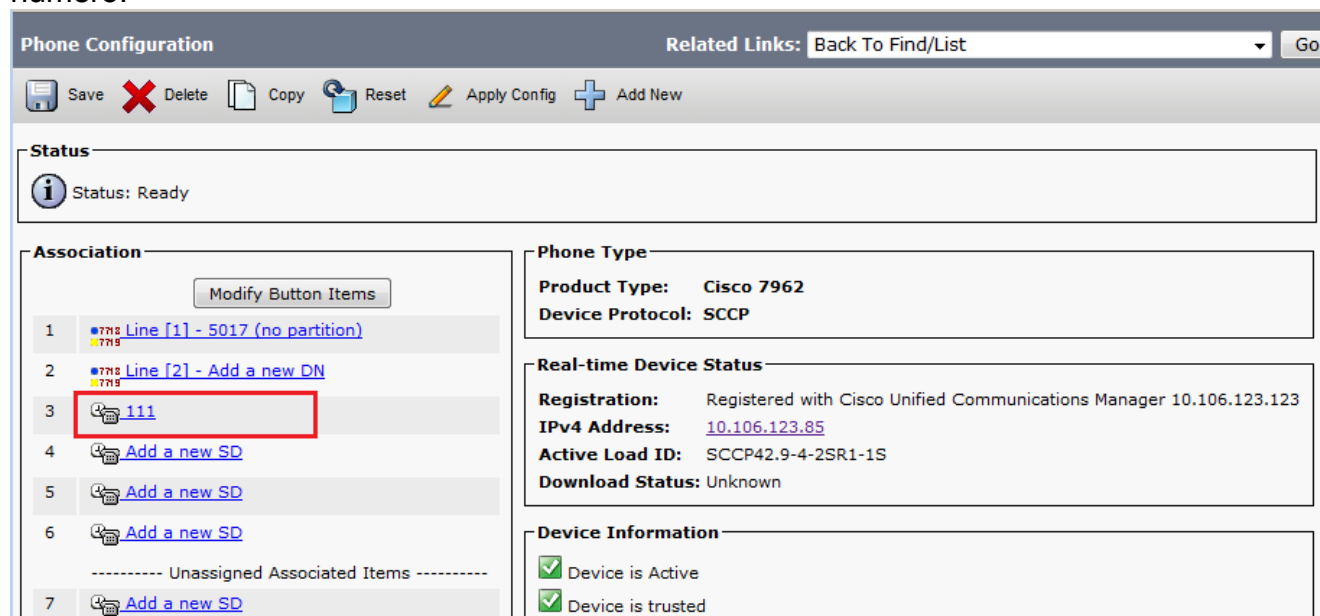 numero.
Phone Configuration
Related Links: Back To Find/List Go
Save Delete Copy Reset Apply Config Add New
Status
Status: Ready
Association
Modify Button Items
1 Line [1] - 5017 (no partition)
2 Line [2] - Add a new DN
3 111
4 Add a new SD
5 Add a new SD
6 Add a new SD
---------- Unassigned Associated Items ----------
7 Add a new SD
Phone Type
Product Type: Cisco 7962
Device Protocol: SCCP
Real-time Device Status
Registration: Registered with Cisco Unified Communications Manager 10.106.123.123
IPv4 Address: 10.106.123.85
Active Load ID: SCCP42.9-4-2SR1-1S
Download Status: Unknown
Device Information
Device is Active
Device is trusted